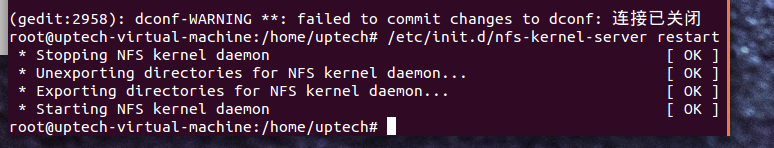 (gedit:2958): dconf-WARNING **: failed to commit changes to dconf: 连接已关闭
root@uptech-virtual-machine:/home/uptech# /etc/init.d/nfs-kernel-server restart
 * Stopping NFS kernel daemon [ OK ]
 * Unexporting directories for NFS kernel daemon... [ OK ]
 * Exporting directories for NFS kernel daemon... [ OK ]
 * Starting NFS kernel daemon [ OK ]
root@uptech-virtual-machine:/home/uptech#